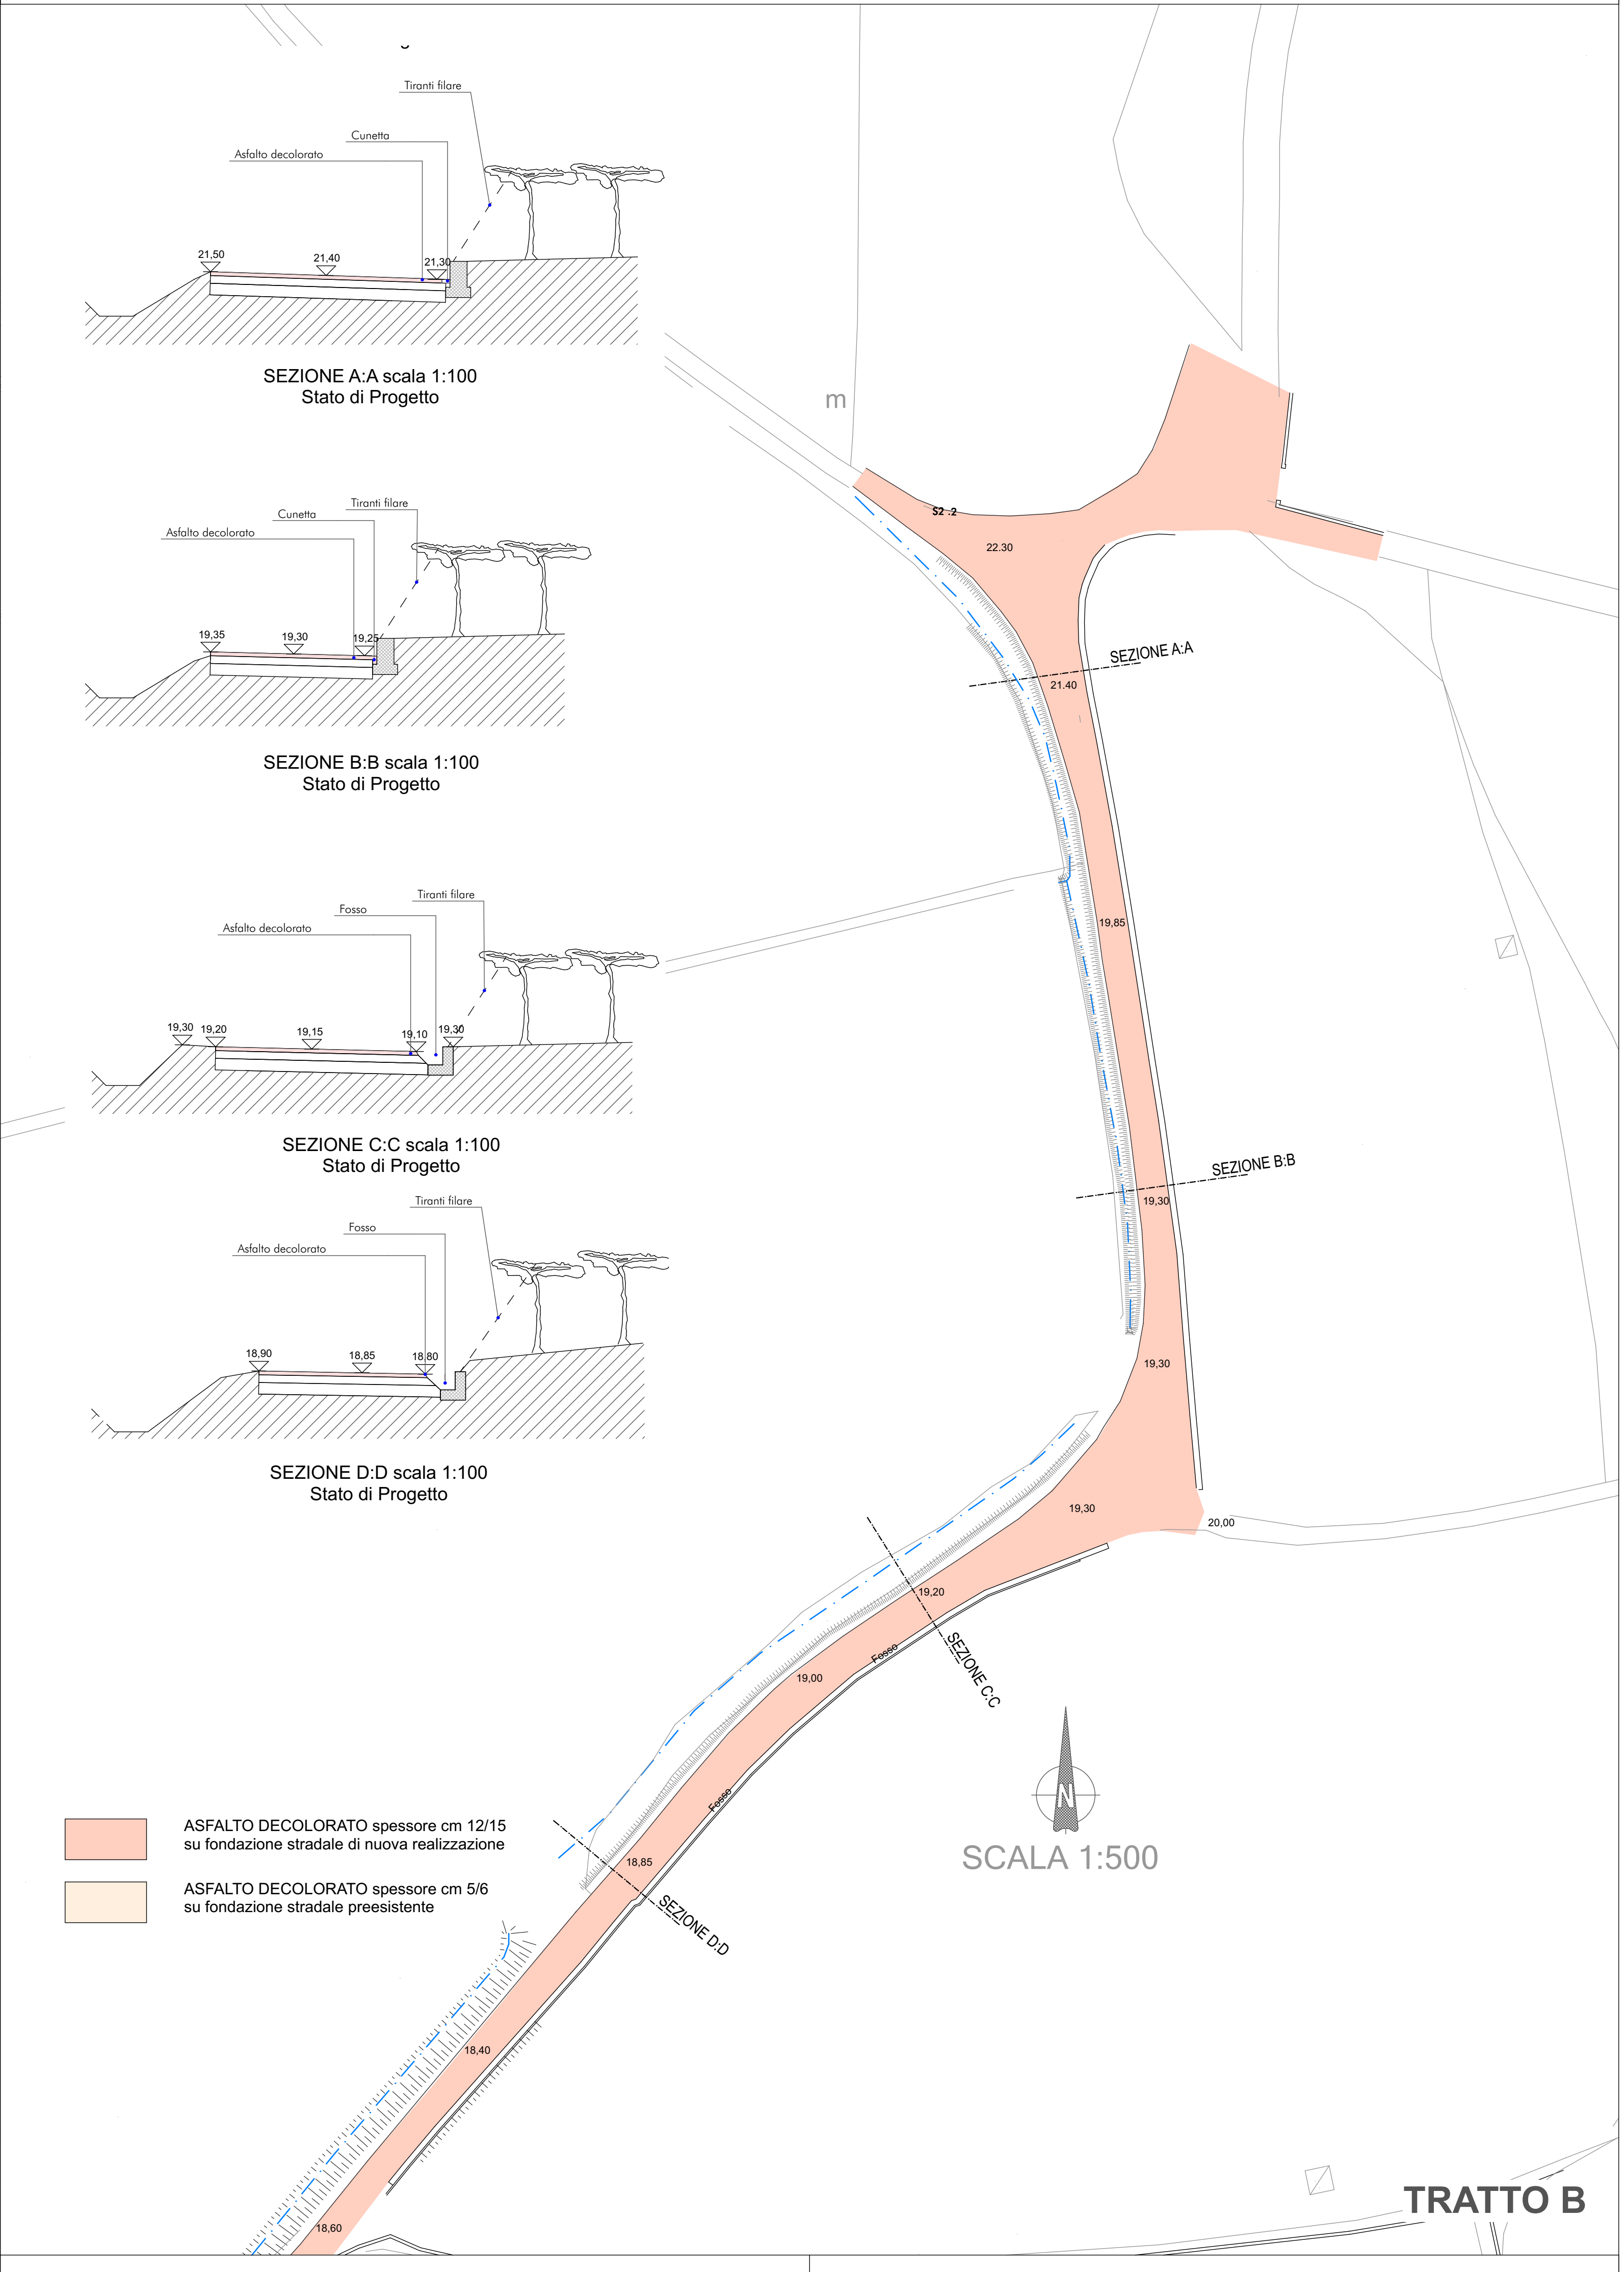 Tiranti filare
Cunetta
Asfalto decolorato
21,50
21,40
21,30
SEZIONE A:A scala 1:100
Stato di Progetto
m
S2 .2
22.30
SEZIONE A:A
21.40
Tiranti filare
Cunetta
Asfalto decolorato
19,35
19,30
19,25
SEZIONE B:B scala 1:100
Stato di Progetto
19,85
Tiranti filare
Fosso
Asfalto decolorato
19,30
19,20
19,15
19,10
19,30
SEZIONE C:C scala 1:100
Stato di Progetto
SEZIONE B:B
19,30
Tiranti filare
Fosso
Asfalto decolorato
18,90
18,85
18,80
SEZIONE D:D scala 1:100
Stato di Progetto
19,30
19,30
20,00
19,20
SEZIONE C:C
Fosso
19,00
Fosso
N
SCALA 1:500
ASFALTO DECOLORATO spessore cm 12/15
su fondazione stradale di nuova realizzazione
ASFALTO DECOLORATO spessore cm 5/6
su fondazione stradale preesistente
18,85
SEZIONE D:D
18,40
18,60
TRATTO B